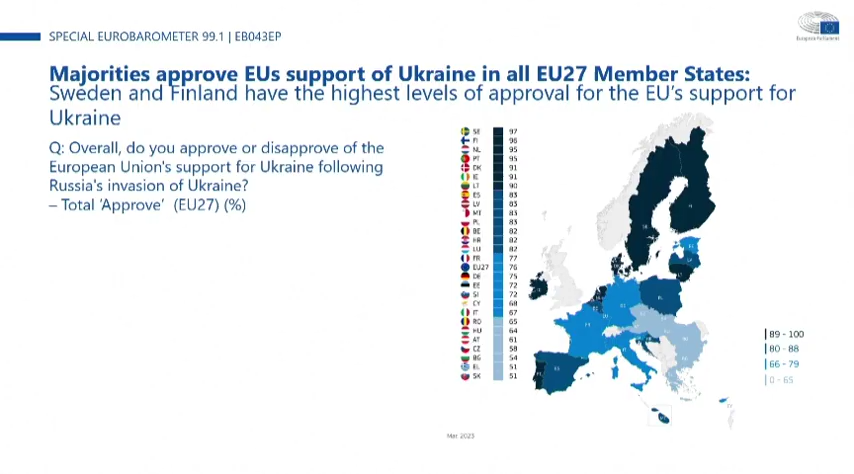 SPECIAL EUROBAROMETER 99.1 | EB043EP
European Parliament
Majorities approve EUs support of Ukraine in all EU27 Member States:
Sweden and Finland have the highest levels of approval for the EU's support for
Ukraine
Q: Overall, do you approve or disapprove of the
European Union's support for Ukraine following
Russia's invasion of Ukraine?
– Total 'Approve' (EU27) (%)
SE 97
FI 96
NL 95
PT 95
DK 91
IE 91
LT 90
ES 83
LV 83
MT 83
PL 83
BE 82
HR 82
LU 82
FR 77
EU27 76
DE 75
EE 72
SI 72
CY 68
IT 67
RO 65
HU 64
AT 61
CZ 58
BG 54
EL 51
SK 51
89 - 100
80 - 88
66 - 79
0 - 65
Mar. 2023